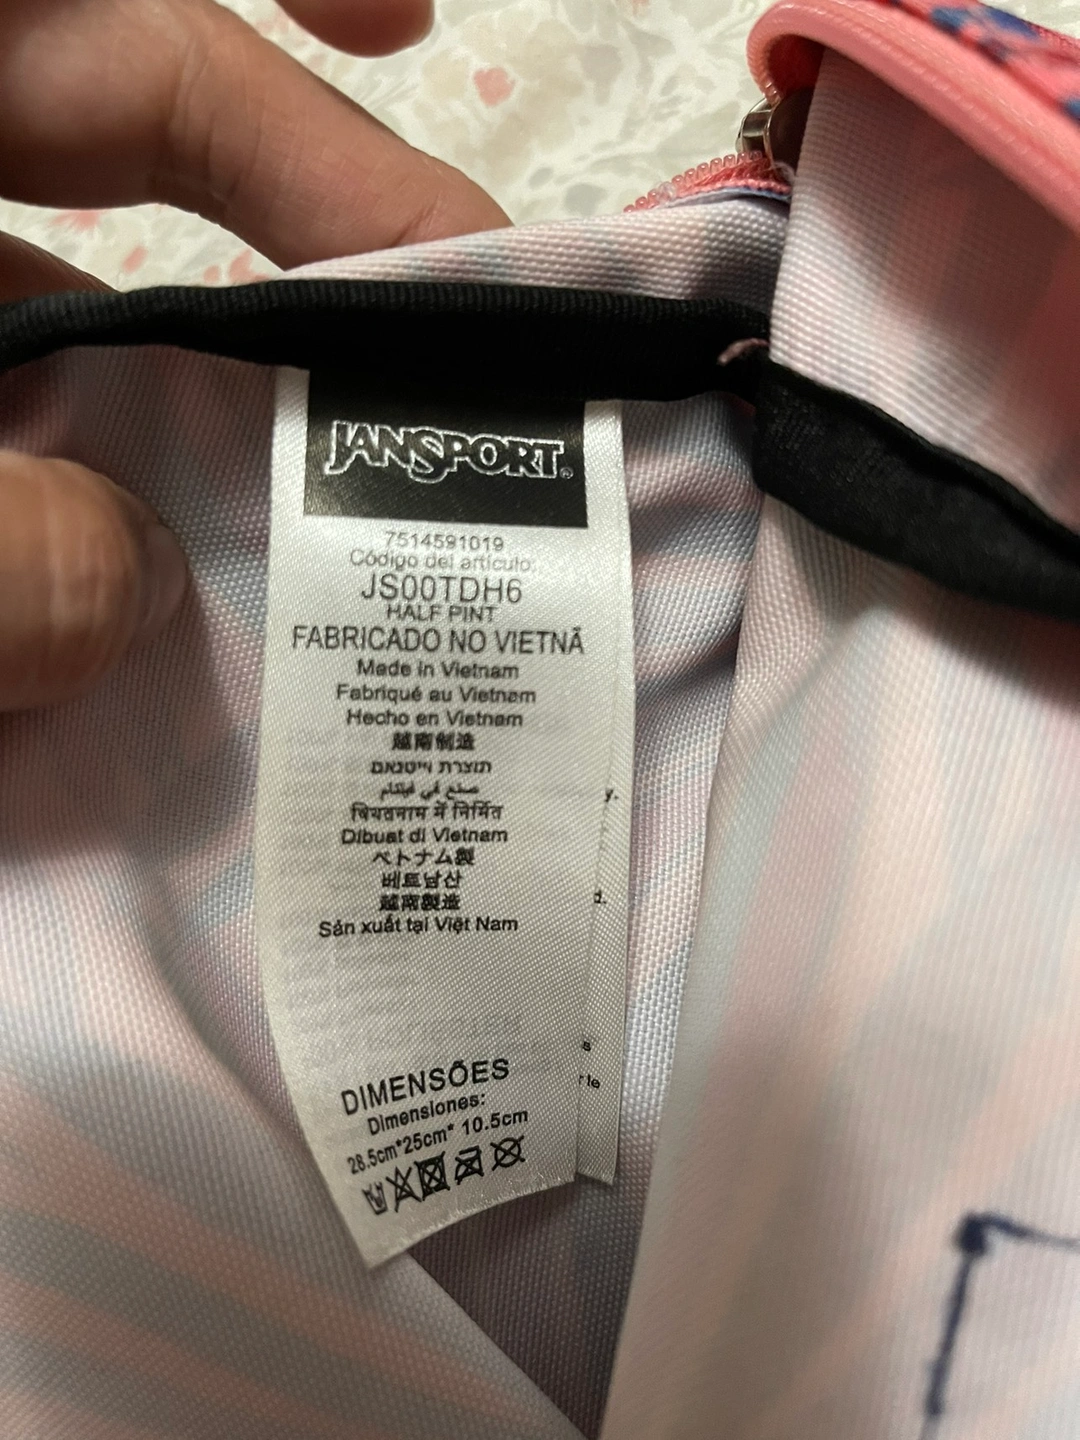 JANSPORT®
7514591019
Código del artículo:
JS00TDH6
HALF PINT
FABRICADO NO VIETNÃ
Made in Vietnam
Fabriqué au Vietnam
Hecho en Vietnam
越南制造
תוצרת וייטנאם
صنع في فيتنام
वियतनाम में निर्मित
Dibuat di Vietnam
ベトナム製
베트남산
越南製造
Sản xuất tại Việt Nam
DIMENSÕES
Dimensiones:
28.5cm*25cm* 10.5cm
y.
d.
s
r le